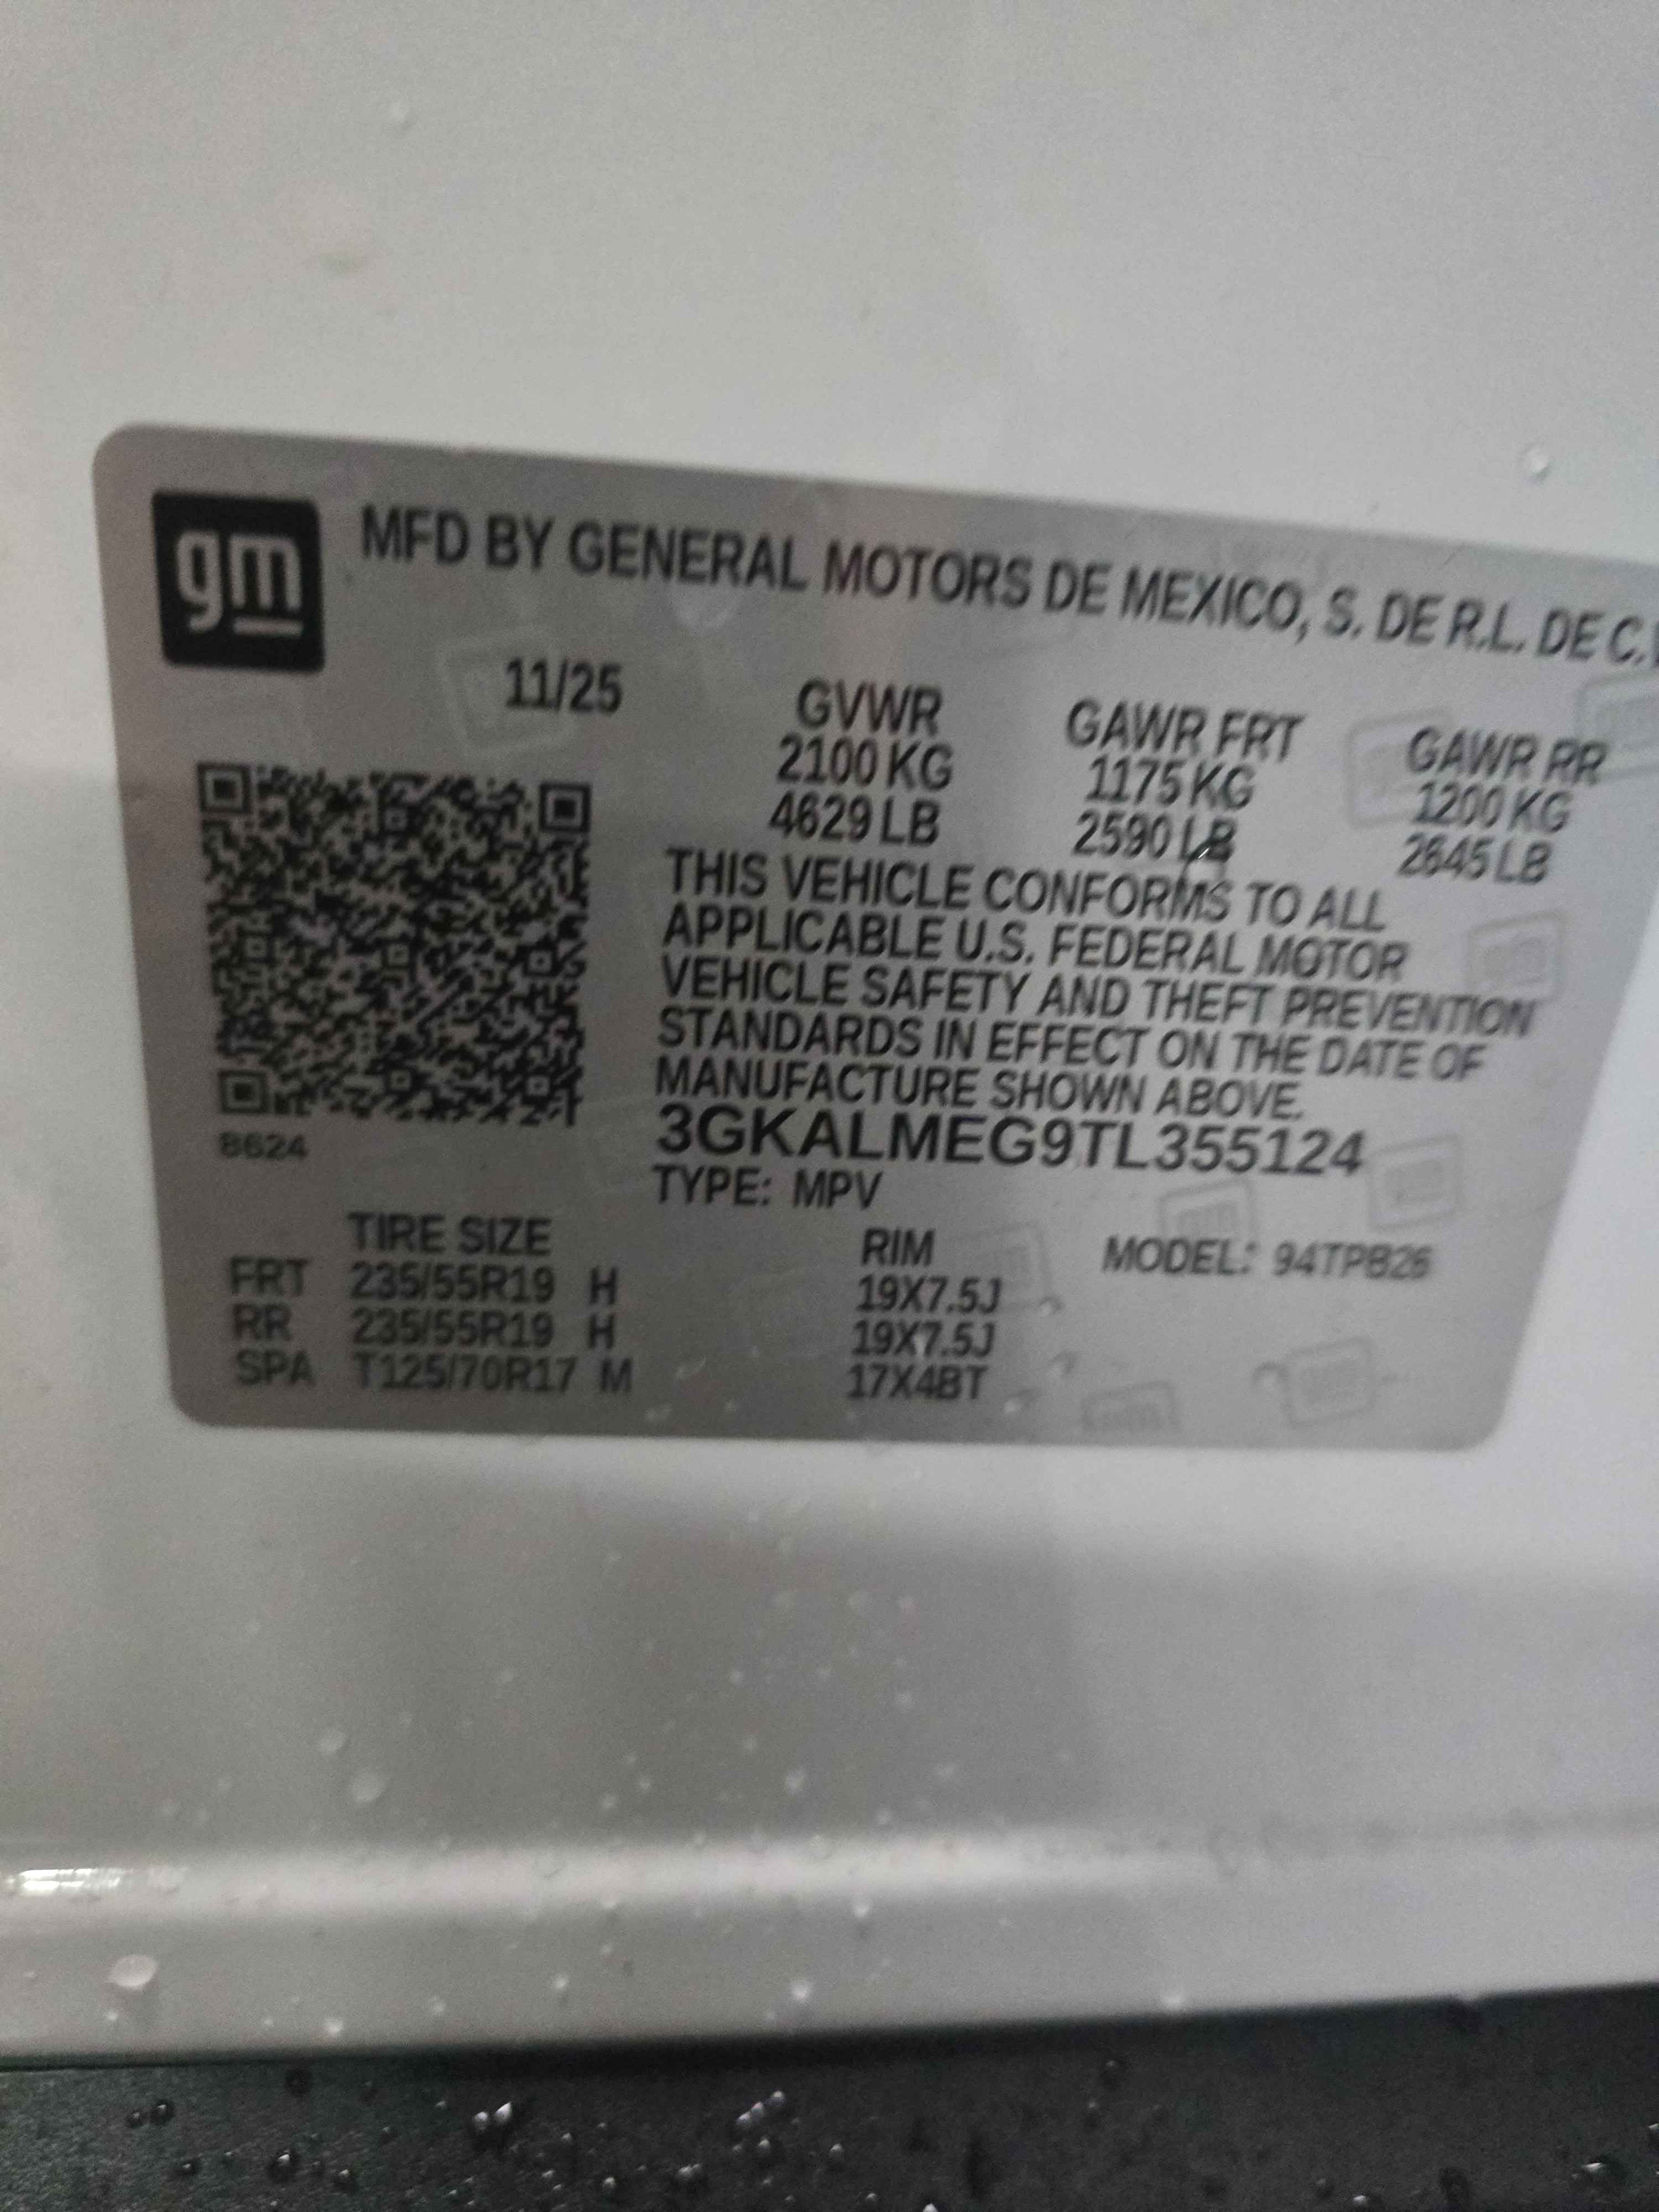 gm
MFD BY GENERAL MOTORS DE MEXICO, S. DE R.L. DE C.
11/25
GVWR GAWR FRT GAWR RR
2100 KG 1175 KG 1200 KG
4629 LB 2590 LB 2645 LB
THIS VEHICLE CONFORMS TO ALL
APPLICABLE U.S. FEDERAL MOTOR
VEHICLE SAFETY AND THEFT PREVENTION
STANDARDS IN EFFECT ON THE DATE OF
MANUFACTURE SHOWN ABOVE.
3GKALMEG9TL355124
8624
TYPE: MPV
TIRE SIZE RIM MODEL: 94TPB26
FRT 235/55R19 H 19X7.5J
RR 235/55R19 H 19X7.5J
SPA T125/70R17 M 17X4BT